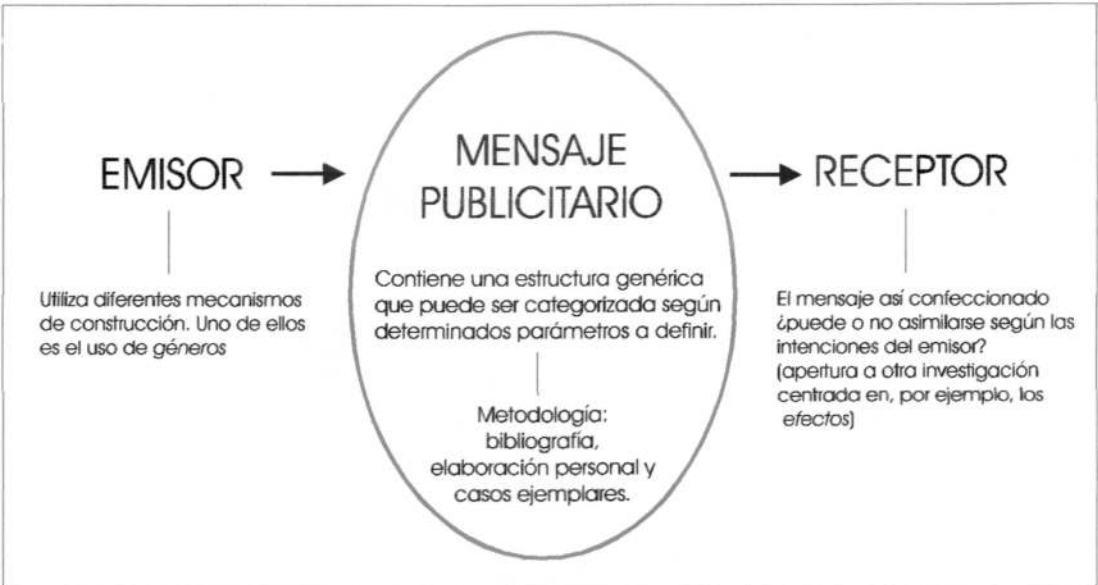 EMISOR
Utiliza diferentes mecanismos
de construcción. Uno de ellos
es el uso de géneros
MENSAJE
PUBLICITARIO
Contiene una estructura genérica
que puede ser categorizada según
determinados parámetros a definir.
Metodología:
bibliografía,
elaboración personal y
casos ejemplares.
RECEPTOR
El mensaje así confeccionado
¿puede o no asimilarse según las
intenciones del emisor?
(apertura a otra investigación
centrada en, por ejemplo, los
efectos)